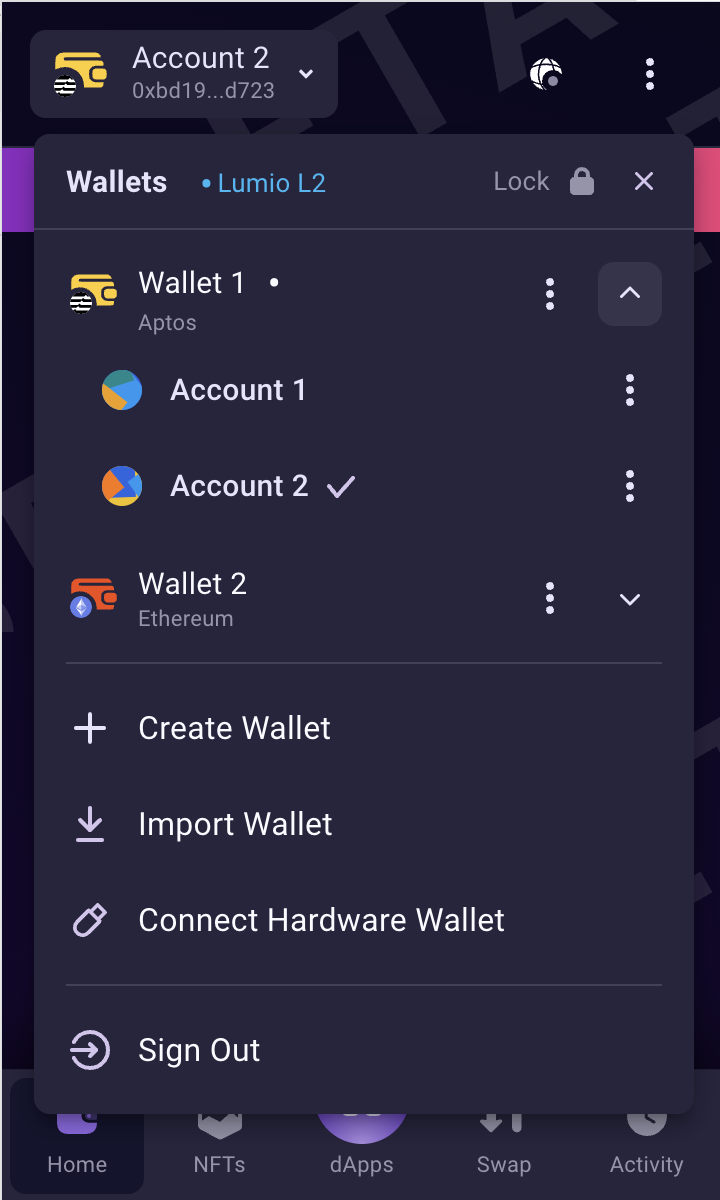 Account 2
0xbd19...d723
Wallets
• Lumio L2
Lock
Wallet 1 •
Aptos
Account 1
Account 2
Wallet 2
Ethereum
Create Wallet
Import Wallet
Connect Hardware Wallet
Sign Out
Home
NFTs
dApps
Swap
Activity